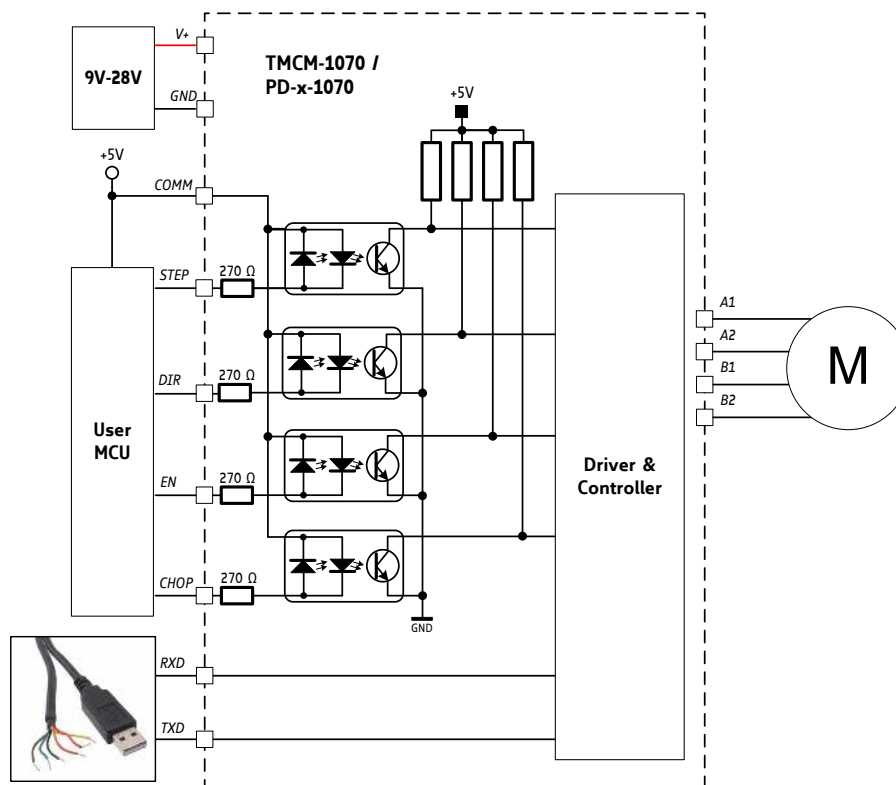 V+
9V-28V
GND
TMCM-1070 /
PD-x-1070
+5V
+5V
COMM
STEP
270 Ω
DIR
270 Ω
User
MCU
EN
270 Ω
CHOP
270 Ω
GND
Driver &
Controller
A1
A2
B1
B2
M
RXD
TXD